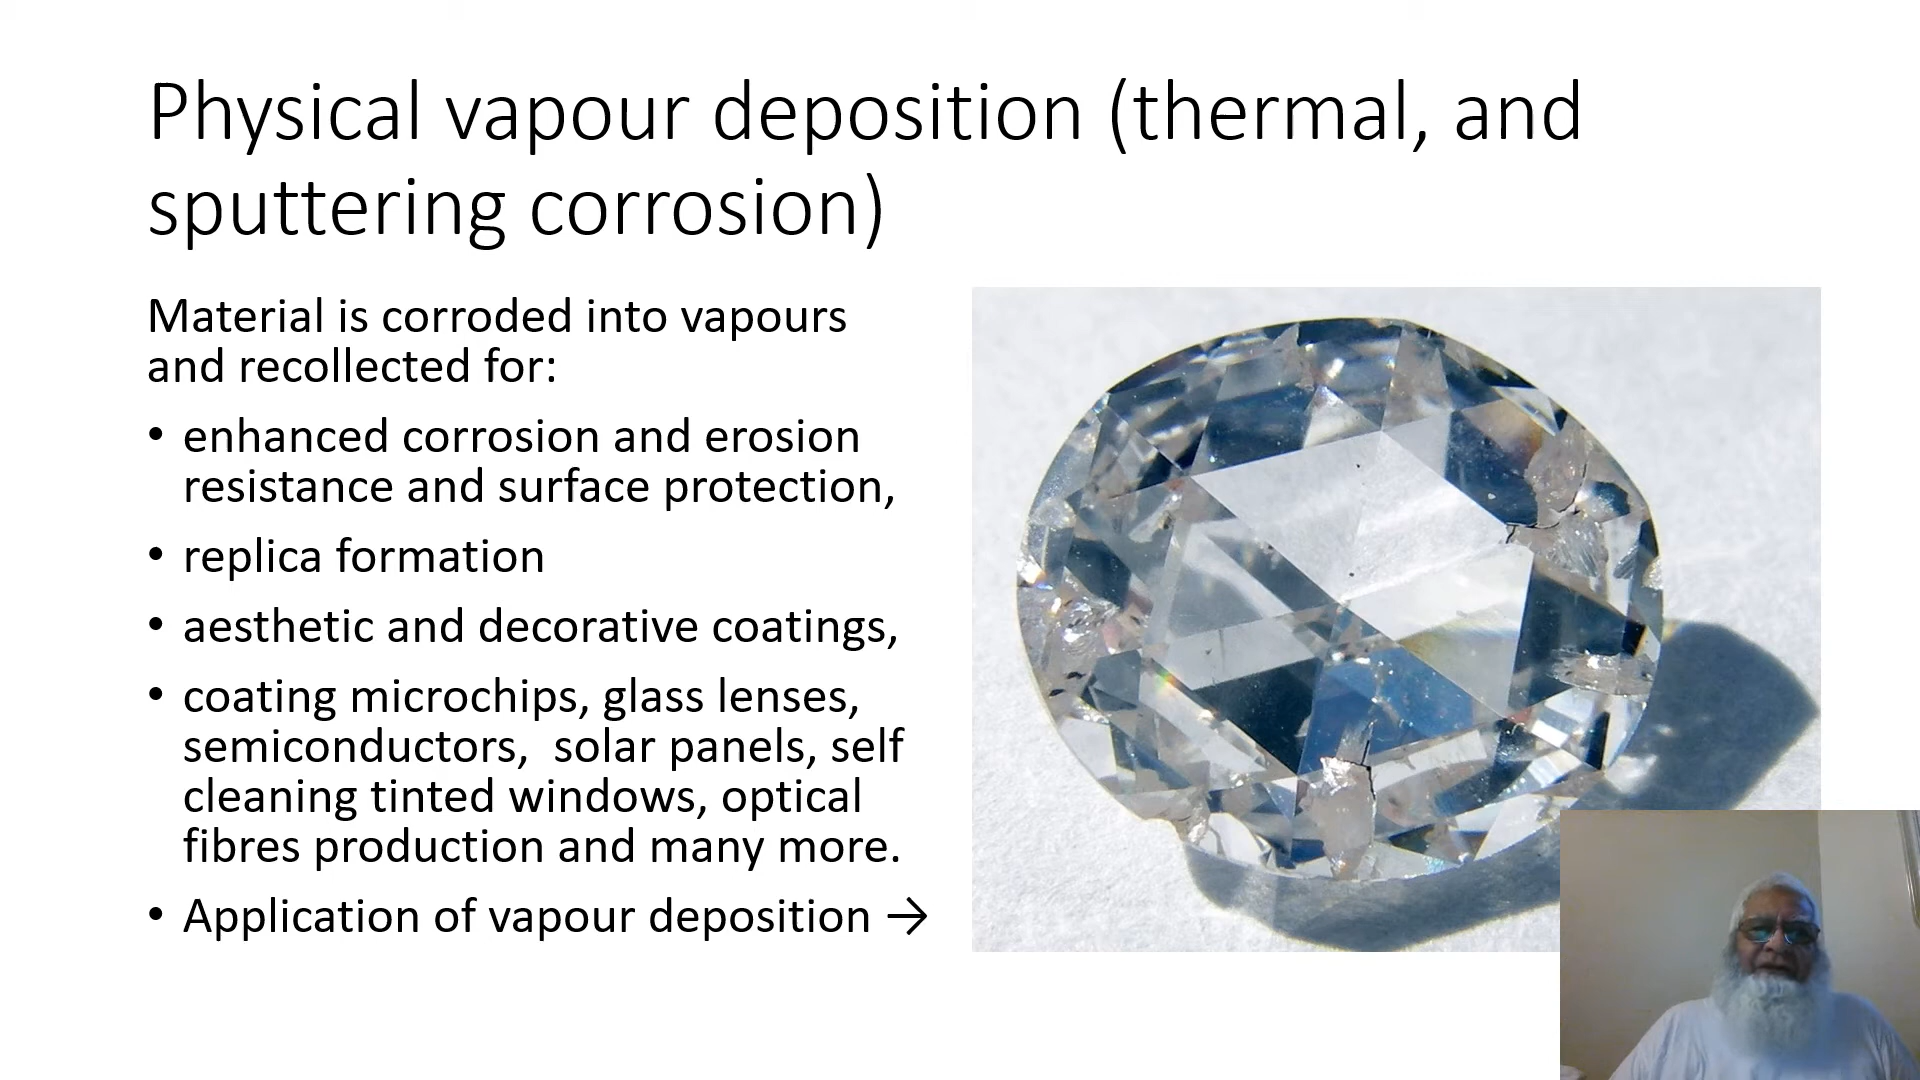 Physical vapour deposition (thermal, and
sputtering corrosion)
Material is corroded into vapours
and recollected for:
• enhanced corrosion and erosion
resistance and surface protection,
• replica formation
• aesthetic and decorative coatings,
• coating microchips, glass lenses,
semiconductors,  solar panels, self
cleaning tinted windows, optical
fibres production and many more.
• Application of vapour deposition →